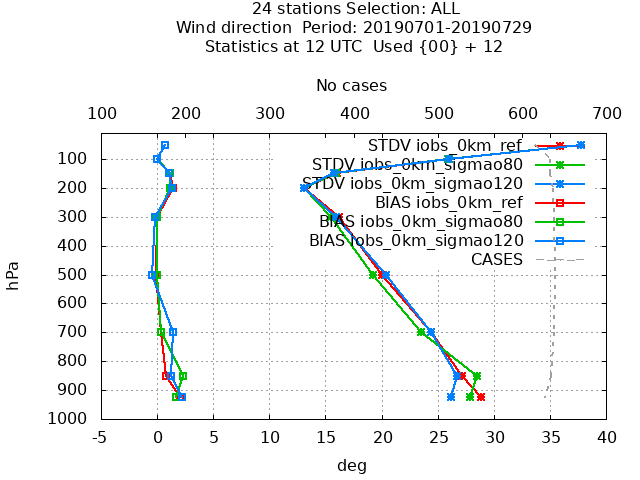 24 stations Selection: ALL
Wind direction  Period: 20190701-20190729
Statistics at 12 UTC  Used {00} + 12
No cases
100 200 300 400 500 600 700
STDV iobs_0km_ref
STDV iobs_0km_sigmao80
STDV iobs_0km_sigmao120
BIAS iobs_0km_ref
BIAS iobs_0km_sigmao80
BIAS iobs_0km_sigmao120
CASES
hPa
100
200
300
400
500
600
700
800
900
1000
-5 0 5 10 15 20 25 30 35 40
deg